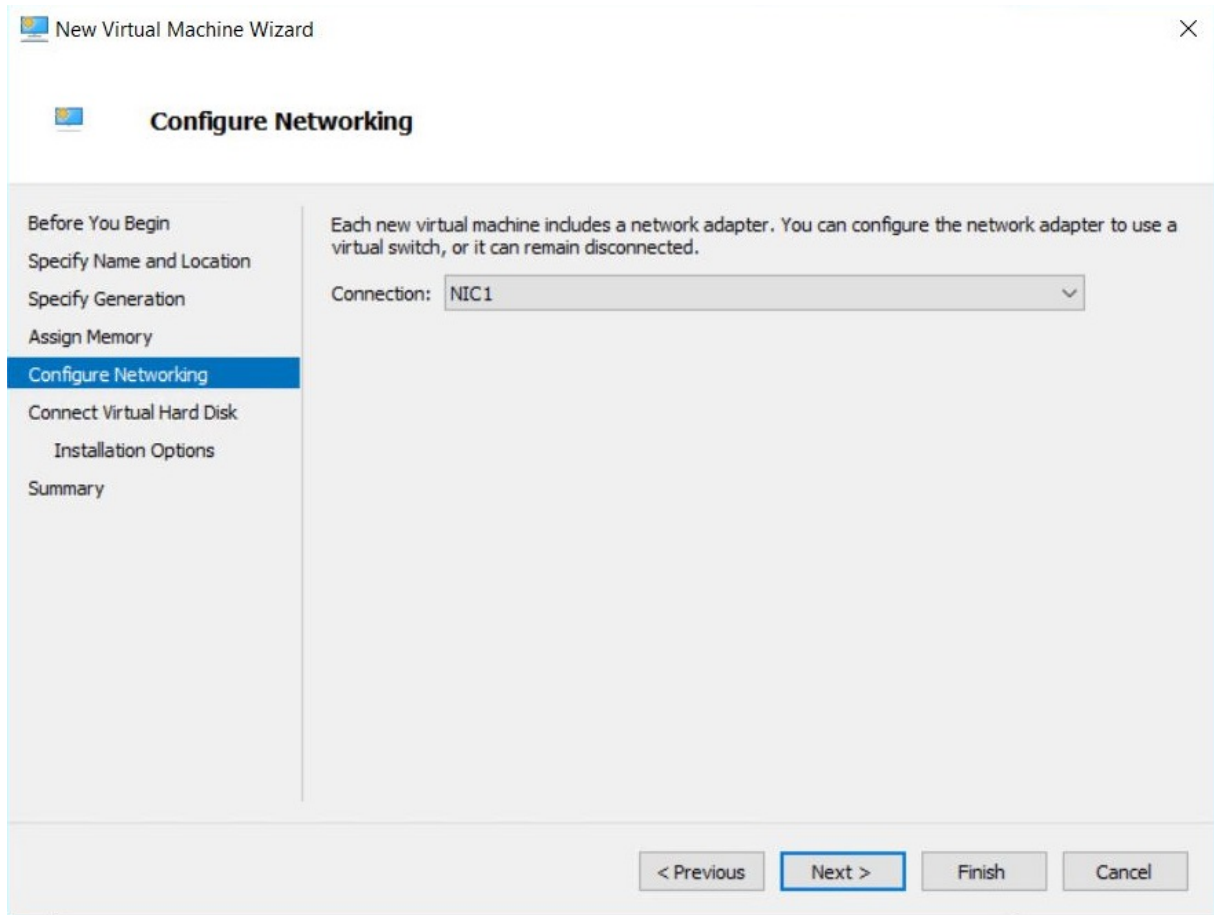 New Virtual Machine Wizard
Configure Networking
Before You Begin
Specify Name and Location
Specify Generation
Assign Memory
Configure Networking
Connect Virtual Hard Disk
Installation Options
Summary
Each new virtual machine includes a network adapter. You can configure the network adapter to use a
virtual switch, or it can remain disconnected.
Connection: NIC1
< Previous
Next >
Finish
Cancel